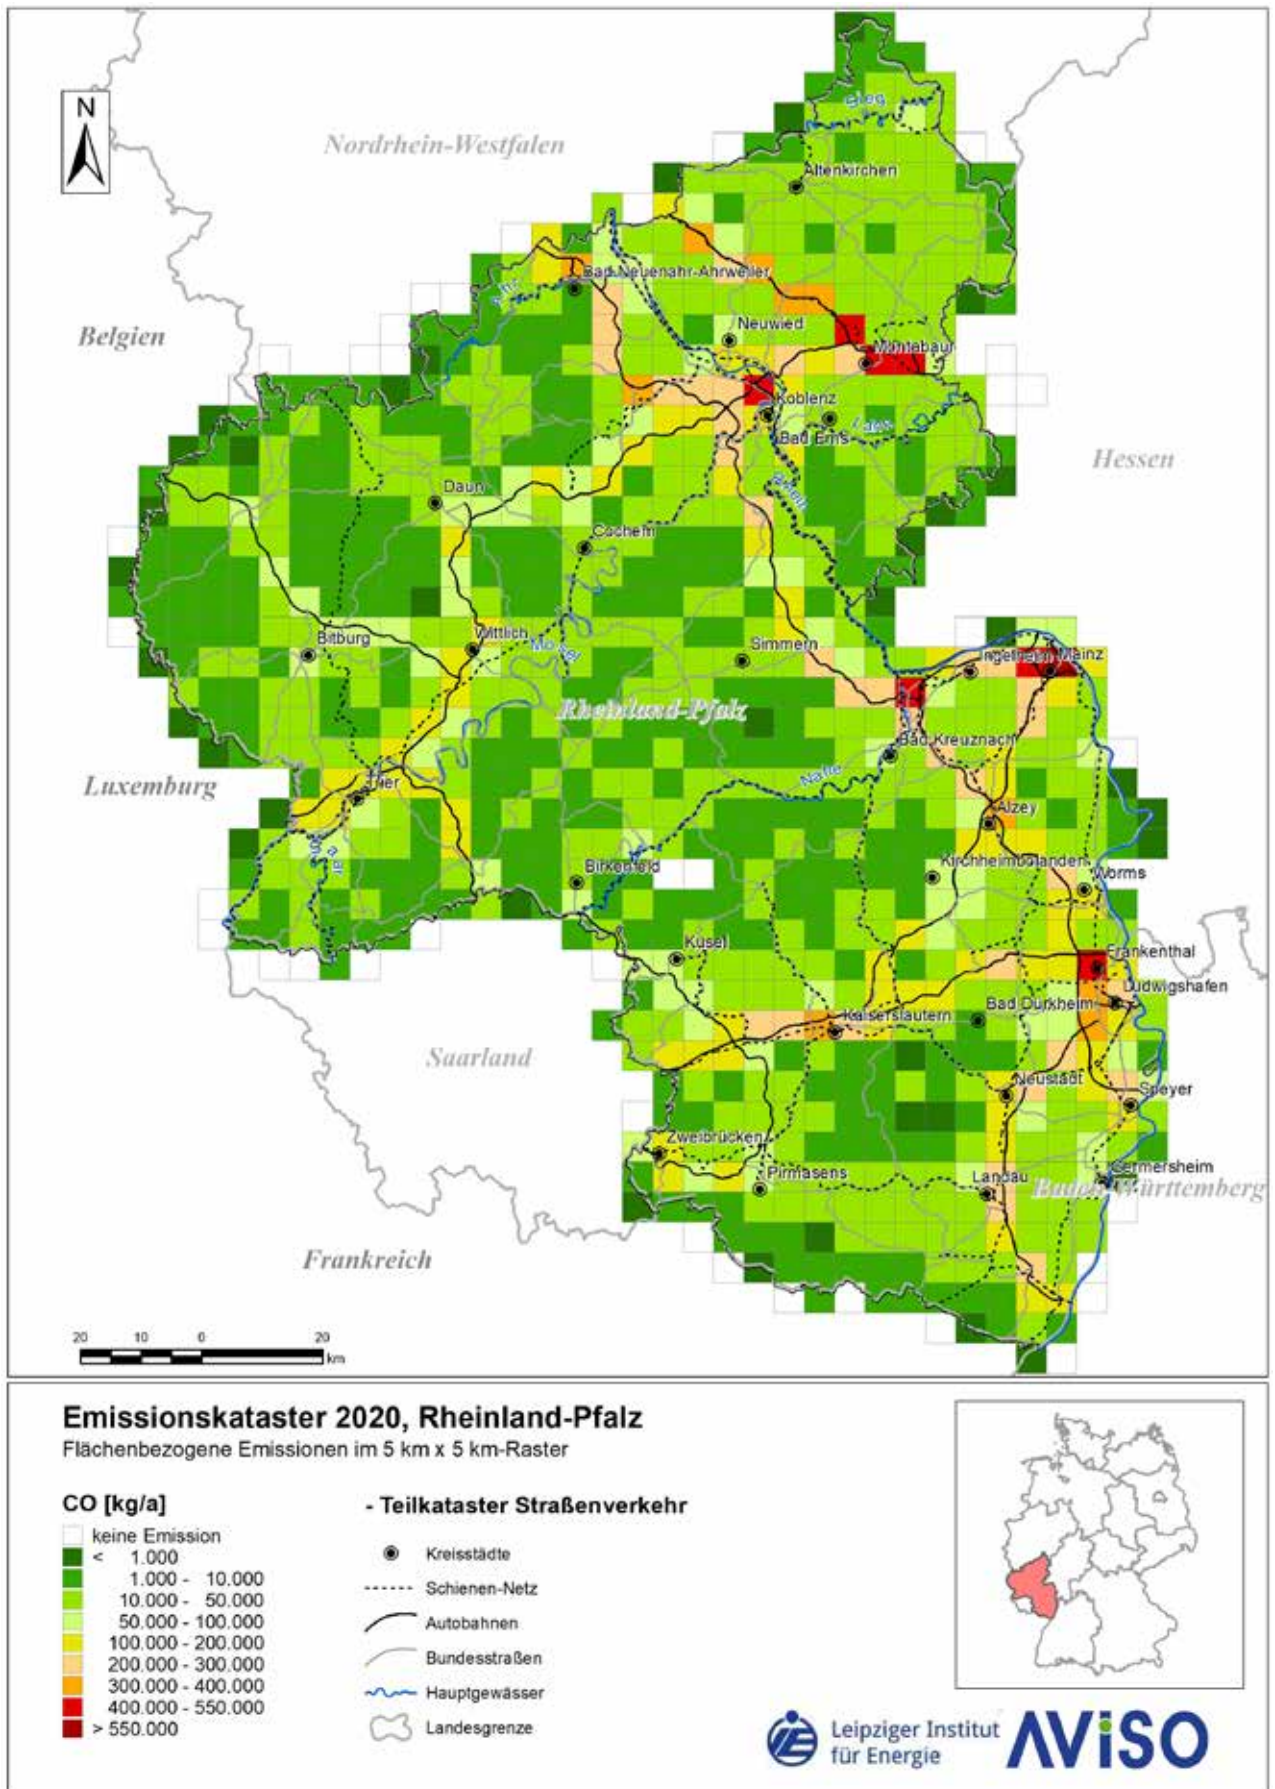 N
Nordrhein-Westfalen
Sieg
Altenkirchen
Bad Neuenahr-Ahrweiler
Ahr
Belgien
Neuwied
Montabaur
Koblenz
Lahn
Bad Ems
Hessen
Rhein
Daun
Cochem
Bitburg
Wittlich
Mosel
Simmern
Ingelheim
Mainz
Rheinland-Pfalz
Bad Kreuznach
Luxemburg
Trier
Nahe
Alzey
Saar
Birkenfeld
Kirchheimbolanden
Worms
Kusel
Frankenthal
Ludwigshafen
Kaiserslautern
Bad Dürkheim
Saarland
Neustadt
Speyer
Zweibrücken
Pirmasens
Landau
Germersheim
Baden-Württemberg
Frankreich
20 10 0 20
km
Emissionskataster 2020, Rheinland-Pfalz
Flächenbezogene Emissionen im 5 km x 5 km-Raster
CO [kg/a]
keine Emission
< 1.000
1.000 - 10.000
10.000 - 50.000
50.000 - 100.000
100.000 - 200.000
200.000 - 300.000
300.000 - 400.000
400.000 - 550.000
> 550.000
- Teilkataster Straßenverkehr
Kreisstädte
Schienen-Netz
Autobahnen
Bundesstraßen
Hauptgewässer
Landesgrenze
Leipziger Institut
für Energie
AViSO